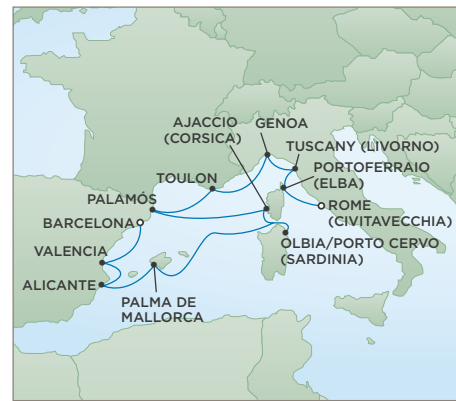 AJACCIO
(CORSICA)
GENOA
TUSCANY (LIVORNO)
PORTOFERRAIO
(ELBA)
TOULON
PALAMÓS
ROME
(CIVITAVECCHIA)
BARCELONA
OLBIA/PORTO CERVO
(SARDINIA)
VALENCIA
ALICANTE
PALMA DE
MALLORCA